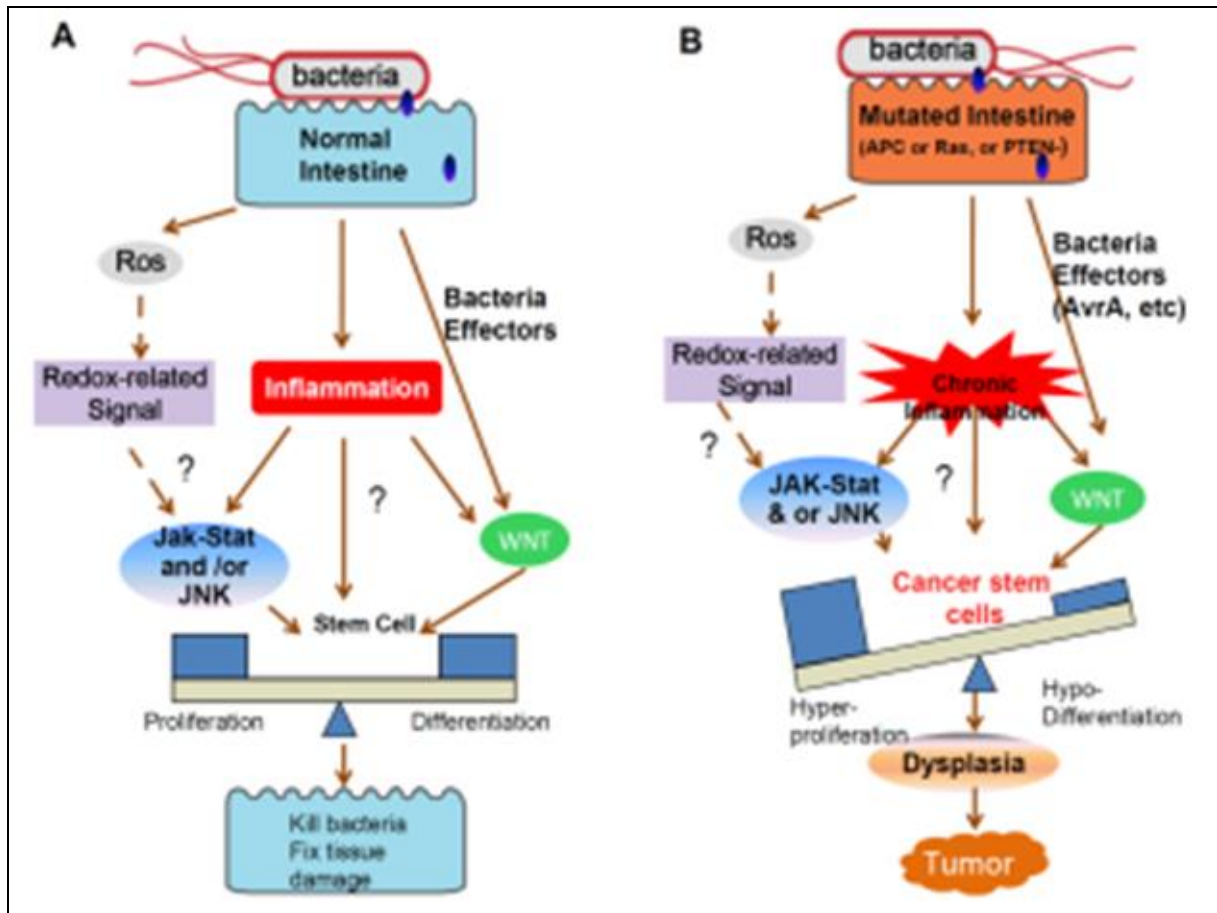 A
bacteria
Normal
Intestine
Ros
Bacteria
Effectors
Redox-related
Signal
Inflammation
?
?
Jak-Stat
and /or
JNK
WNT
Stem Cell
Proliferation
Differentiation
Kill bacteria
Fix tissue
damage
B
bacteria
Mutated Intestine
(APC or Ras, or PTEN-)
Ros
Bacteria
Effectors
(AvrA, etc)
Redox-related
Signal
Chronic
Inflammation
?
?
JAK-Stat
& or JNK
WNT
Cancer stem
cells
Hyper-
proliferation
Hypo-
Differentiation
Dysplasia
Tumor